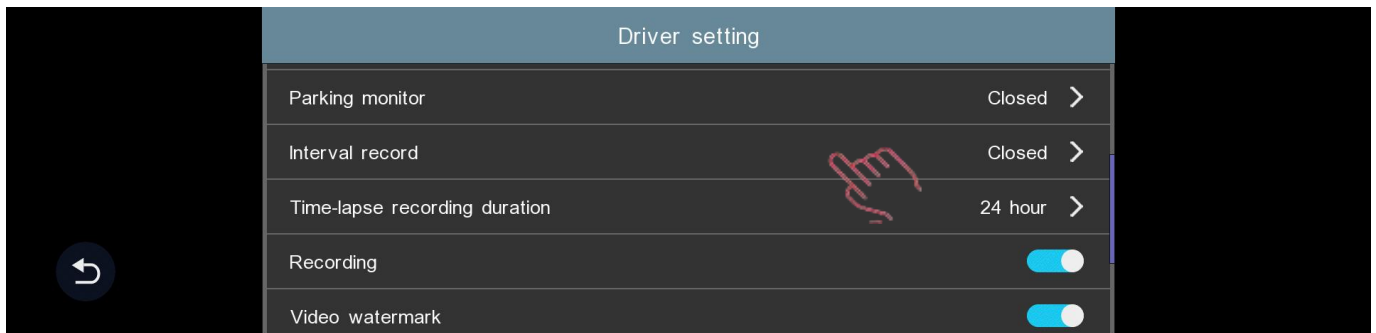 Driver setting
Parking monitor Closed
Interval record Closed
Time-lapse recording duration 24 hour
Recording
Video watermark